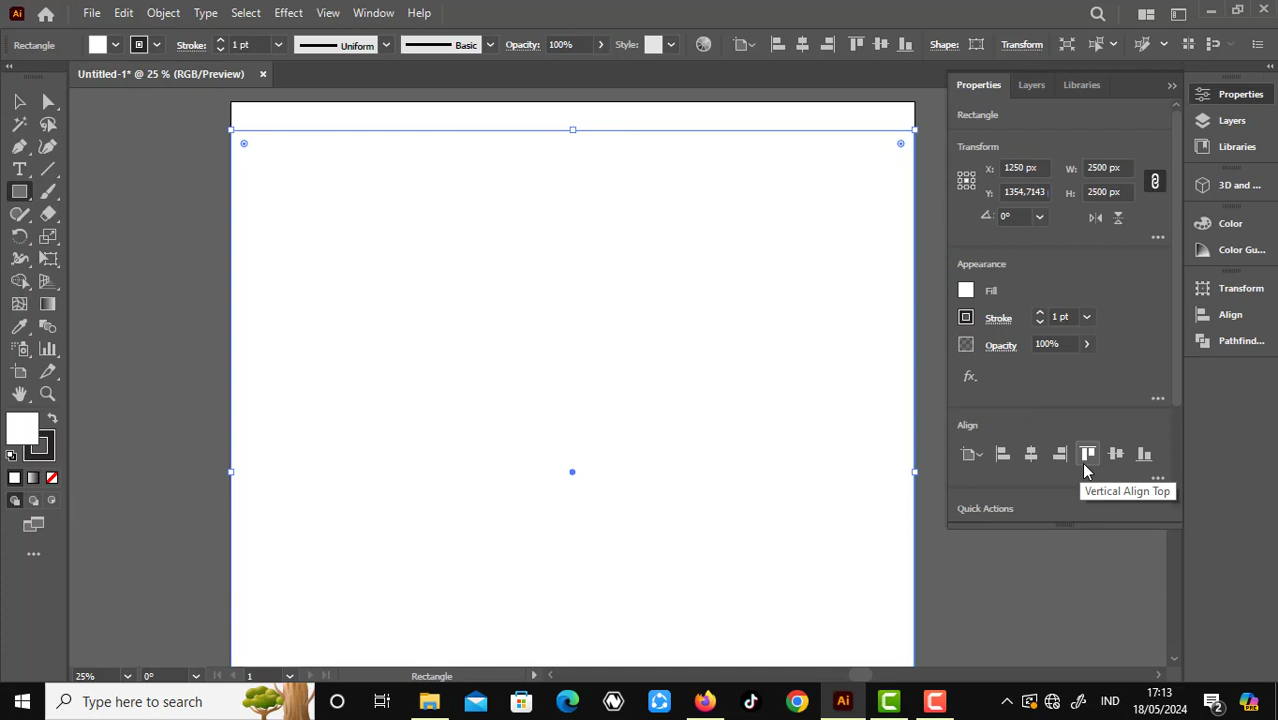 Ai File Edit Object Type Select Effect View Window Help
Rectangle Stroke: 1 pt Uniform Basic Opacity: 100% Style: Shape: Transform
Untitled-1* @ 25 % (RGB/Preview) ×
Properties Layers Libraries
Rectangle
Transform
X: 1250 px W: 2500 px
Y: 1354,7143 H: 2500 px
0°
Appearance
Fill
Stroke 1 pt
Opacity 100%
fx.
Align
Vertical Align Top
Quick Actions
Properties
Layers
Libraries
3D and ...
Color
Color Gu...
Transform
Align
Pathfind...
25% 0° 1 Rectangle
Type here to search
Ai
IND
17:13
18/05/2024
2
PRE